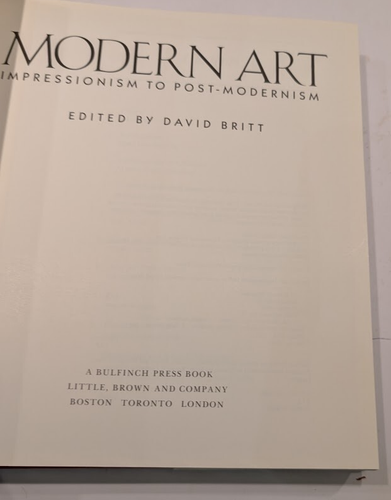 MODERN ART
IMPRESSIONISM TO POST-MODERNISM
EDITED BY DAVID BRITT
A BULFINCH PRESS BOOK
LITTLE, BROWN AND COMPANY
BOSTON TORONTO LONDON